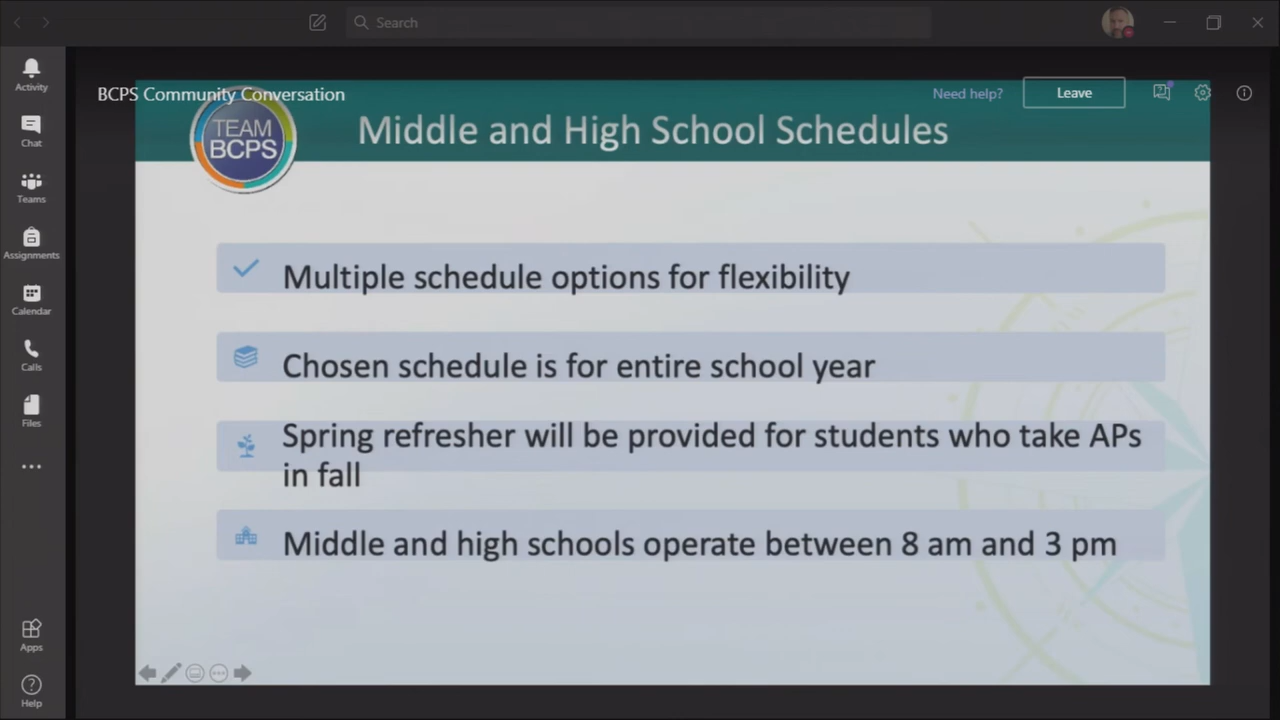 Search
Activity
Chat
Teams
Assignments
Calendar
Calls
Files
Apps
Help
BCPS Community Conversation
Need help?
Leave
TEAM
BCPS
Middle and High School Schedules
Multiple schedule options for flexibility
Chosen schedule is for entire school year
Spring refresher will be provided for students who take APs
in fall
Middle and high schools operate between 8 am and 3 pm